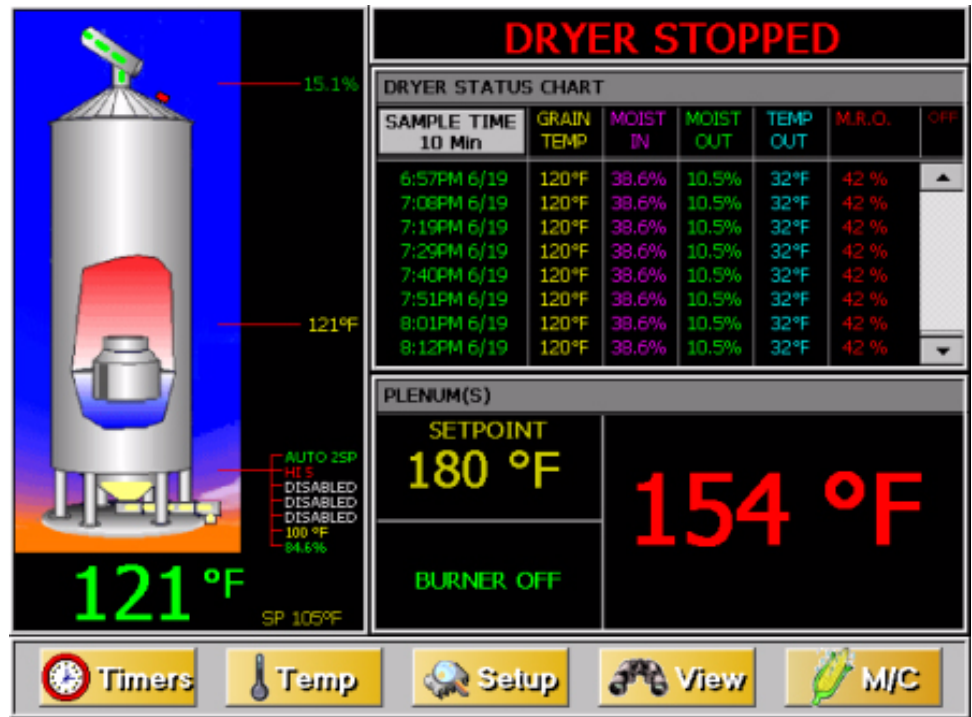 DRYER STOPPED
15.1%
121°F
AUTO 2SP
HI S
DISABLED
DISABLED
DISABLED
100 °F
84.6%
121°F
SP 105°F
DRYER STATUS CHART
SAMPLE TIME 10 Min GRAIN TEMP MOIST IN MOIST OUT TEMP OUT M.R.O. OFF
6:57PM 6/19 120°F 38.6% 10.5% 32°F 42 %
7:08PM 6/19 120°F 38.6% 10.5% 32°F 42 %
7:19PM 6/19 120°F 38.6% 10.5% 32°F 42 %
7:29PM 6/19 120°F 38.6% 10.5% 32°F 42 %
7:40PM 6/19 120°F 38.6% 10.5% 32°F 42 %
7:51PM 6/19 120°F 38.6% 10.5% 32°F 42 %
8:01PM 6/19 120°F 38.6% 10.5% 32°F 42 %
8:12PM 6/19 120°F 38.6% 10.5% 32°F 42 %
PLENUM(S)
SETPOINT
180 °F
154 °F
BURNER OFF
Timers Temp Setup View M/C